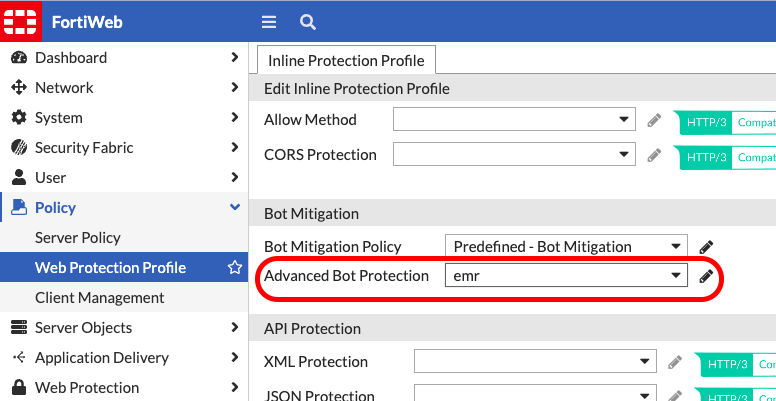 FortiWeb
Dashboard
Network
System
Security Fabric
User
Policy
Server Policy
Web Protection Profile
Client Management
Server Objects
Application Delivery
Web Protection
Inline Protection Profile
Edit Inline Protection Profile
Allow Method
HTTP/3 Compat
CORS Protection
HTTP/3 Compat
Bot Mitigation
Bot Mitigation Policy Predefined - Bot Mitigation
Advanced Bot Protection emr
API Protection
XML Protection
HTTP/3 Con
JSON Protection
HTTP/3 Con